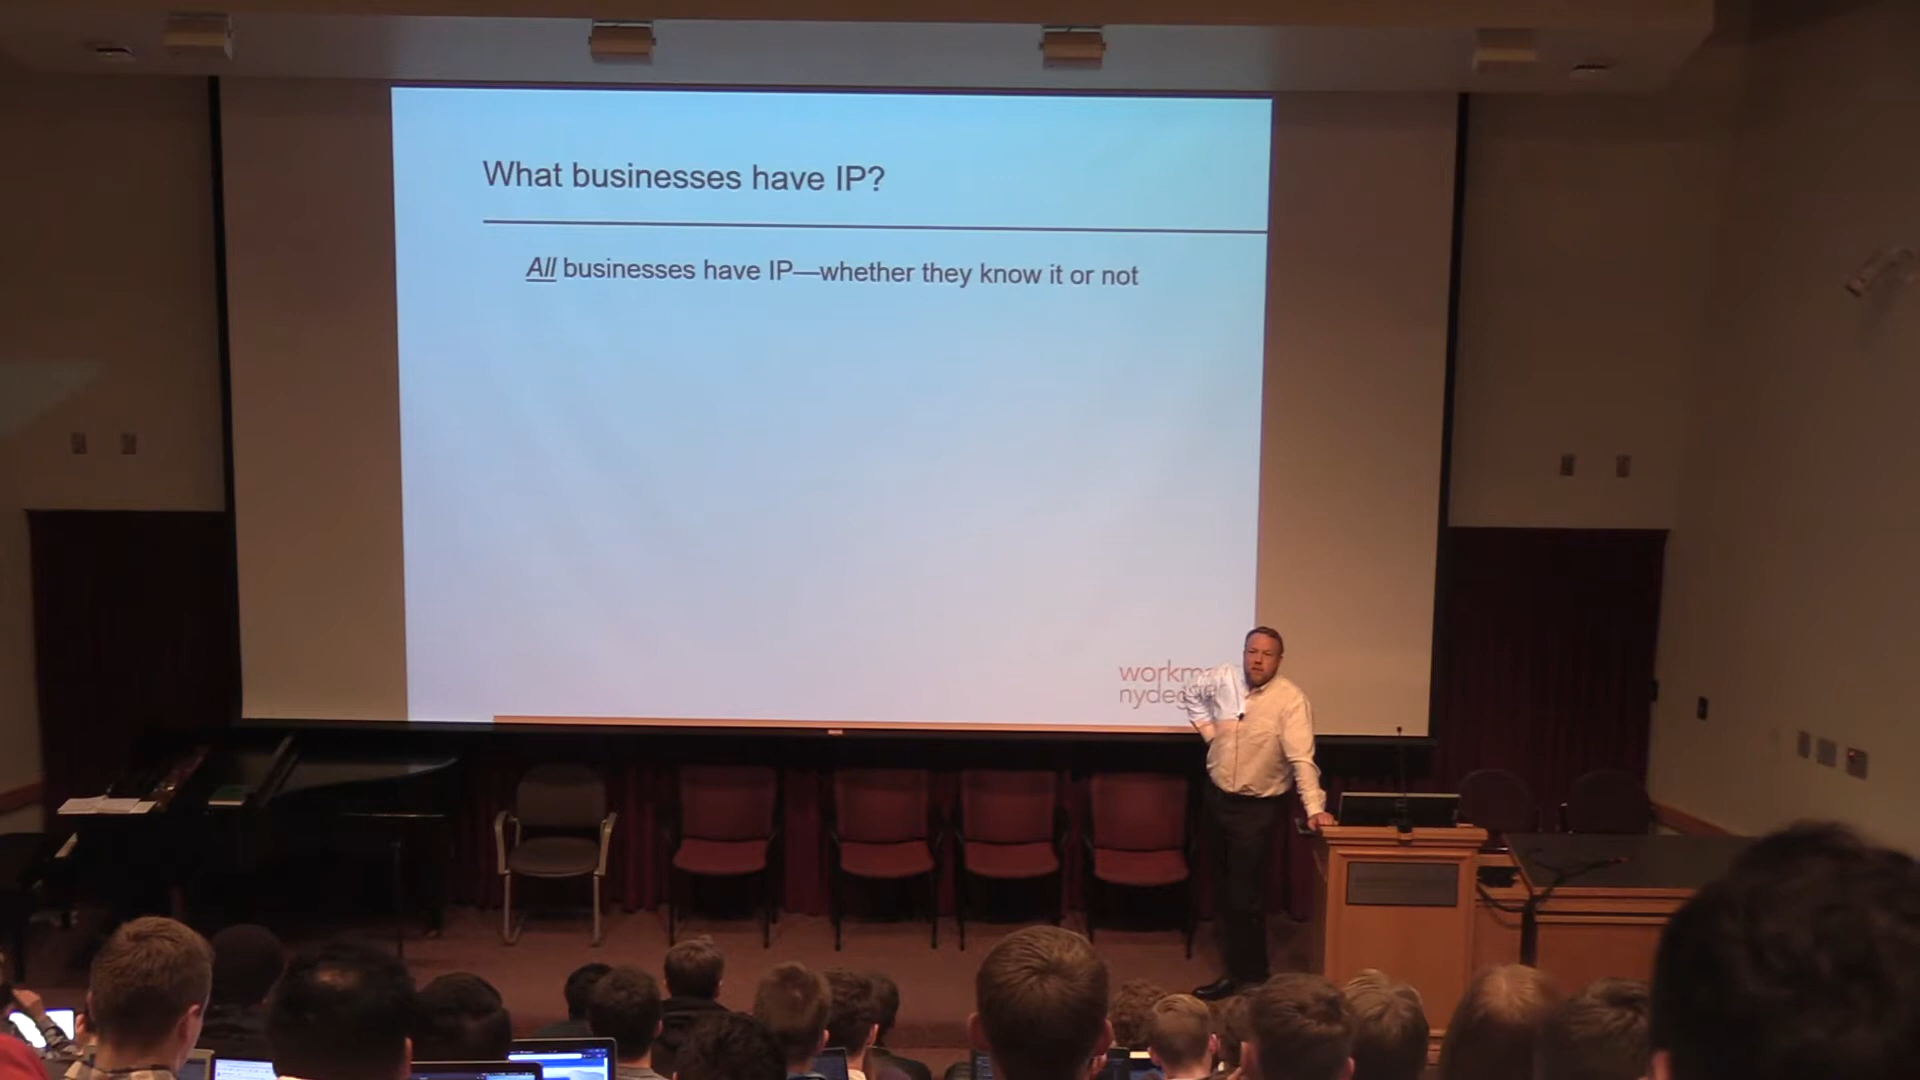 What businesses have IP?
All businesses have IP—whether they know it or not